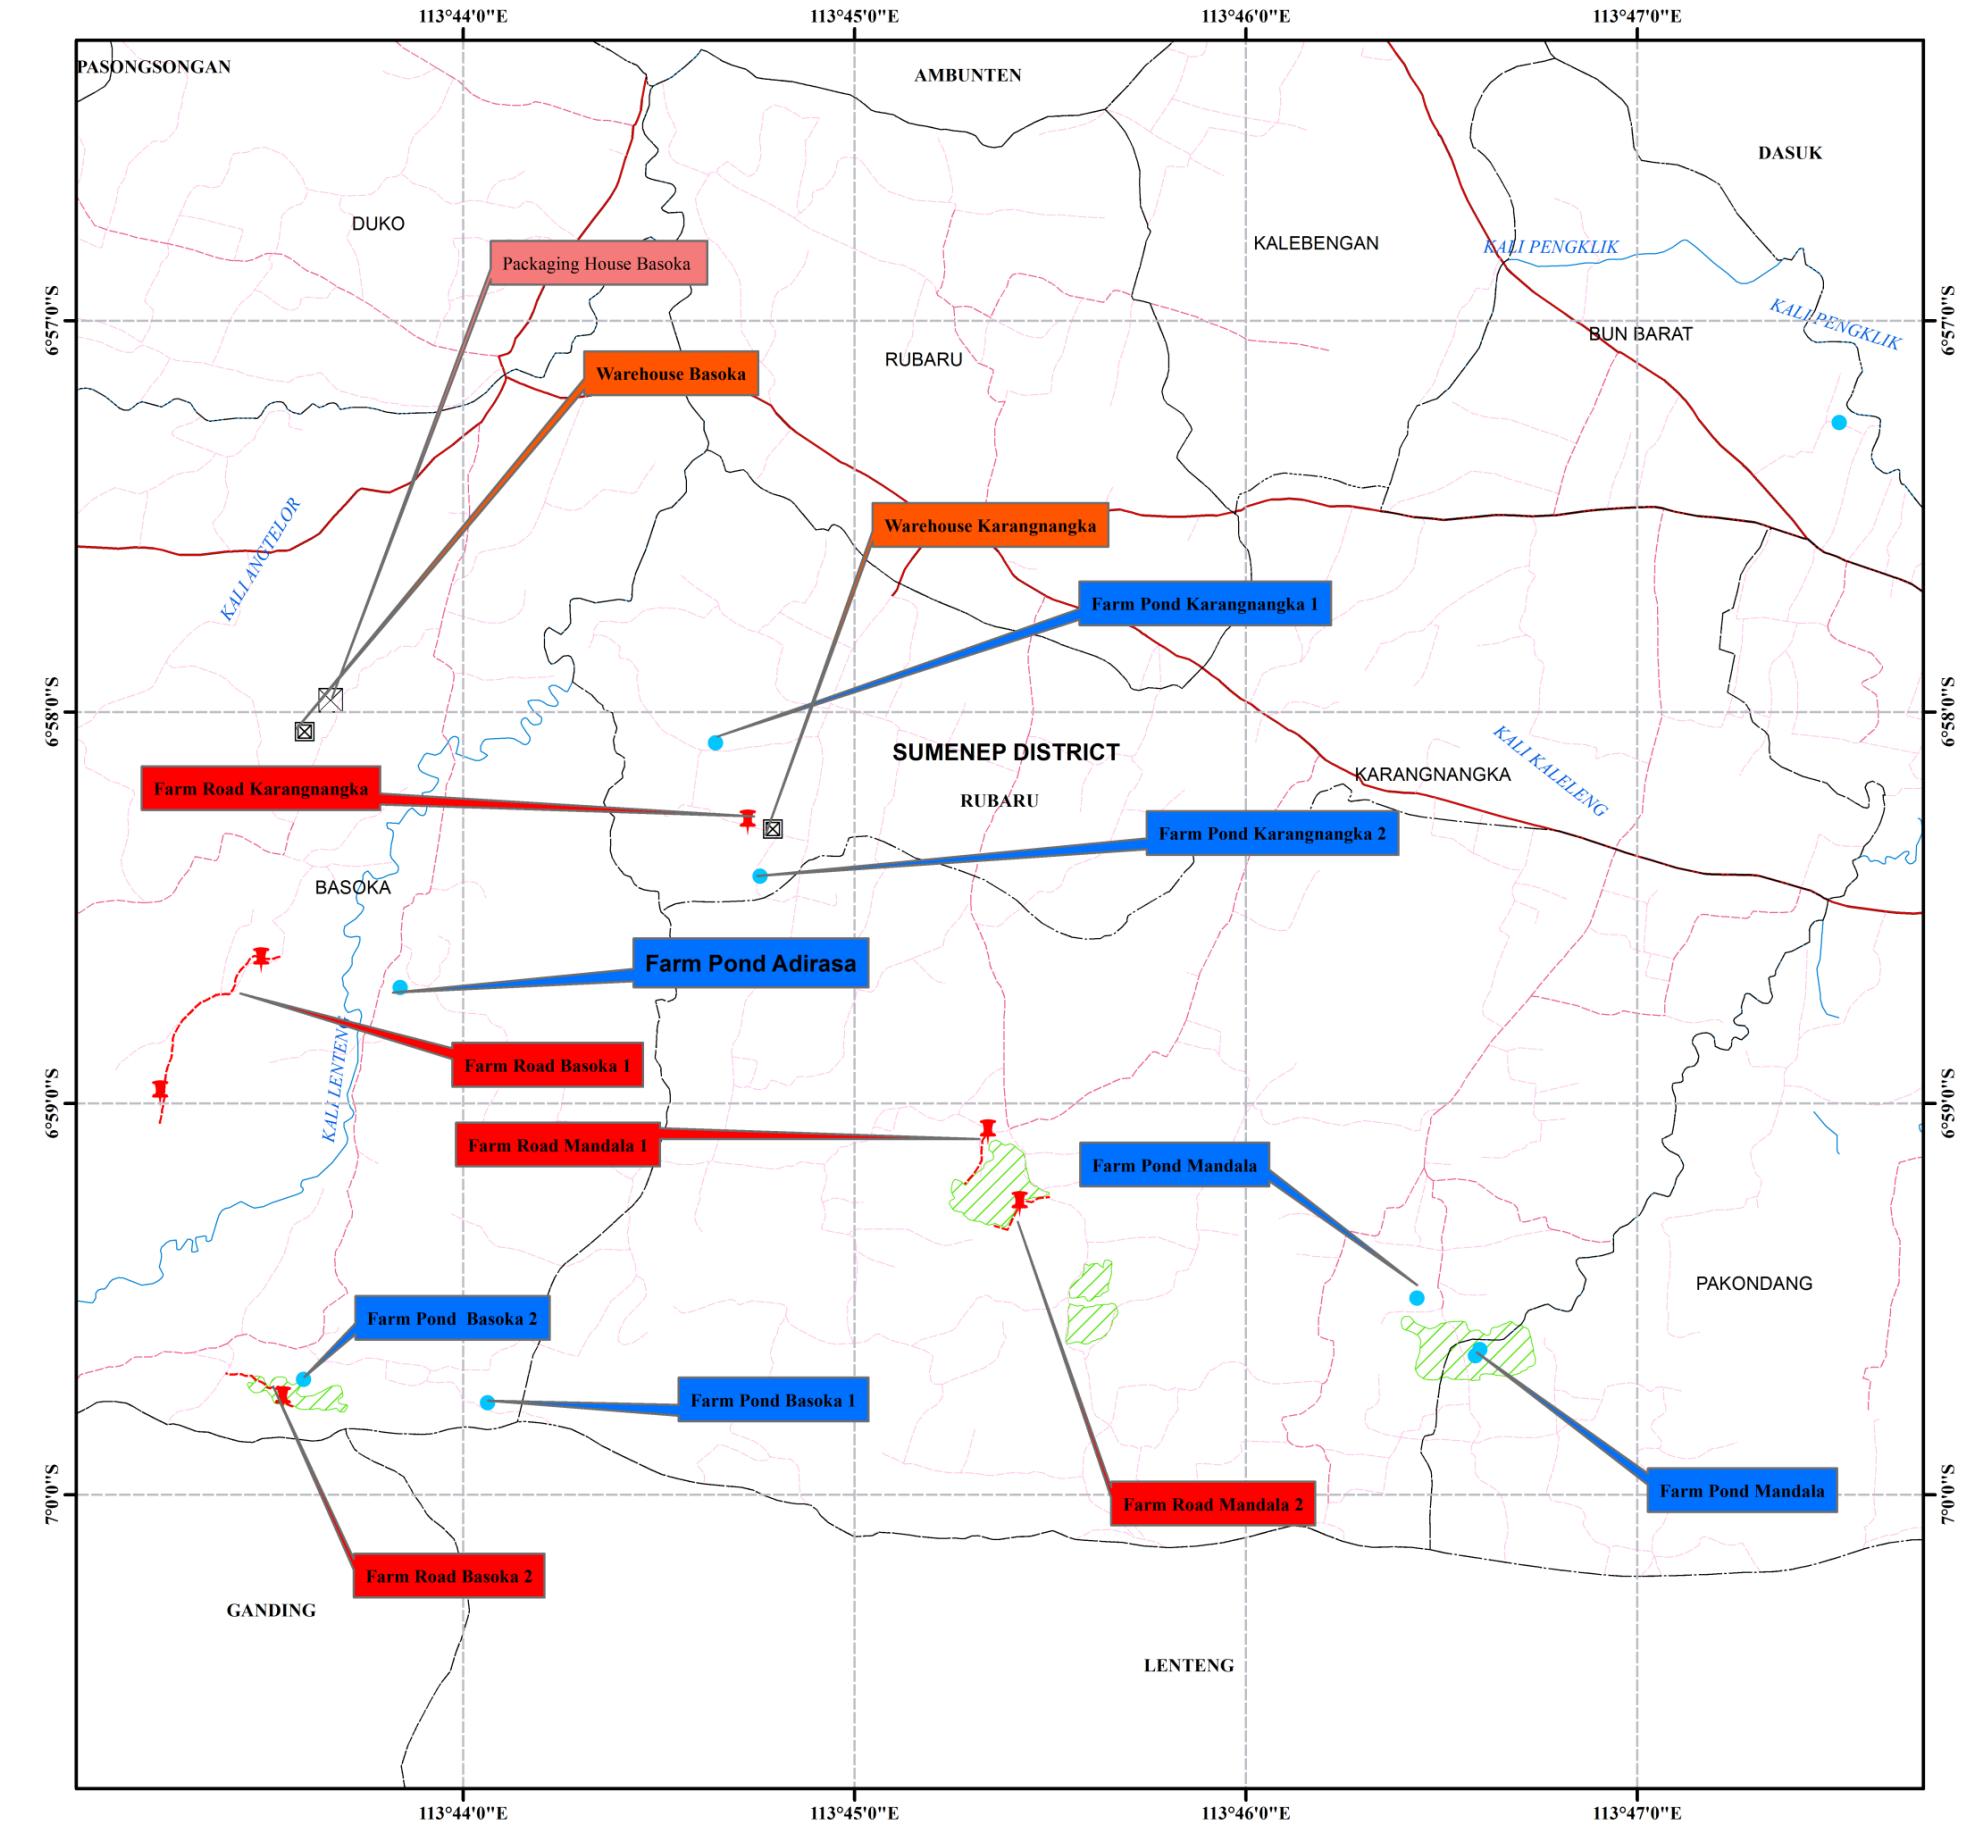 113°44'0"E
113°45'0"E
113°46'0"E
113°47'0"E
PASONGSONGAN
AMBUNTEN
DASUK
DUKO
KALEBENGAN
KALI PENGKLIK
Packaging House Basoka
6°57'0"S
6°57'0"S
KALI PENGKLIK
BUN BARAT
RUBARU
Warehouse Basoka
KALI ANGTELOR
Warehouse Karangnangka
Farm Pond Karangnangka 1
6°58'0"S
6°58'0"S
SUMENEP DISTRICT
KALI KALELENG
KARANGNANGKA
Farm Road Karangnangka
RUBARU
Farm Pond Karangnangka 2
BASOKA
Farm Pond Adirasa
Farm Road Basoka 1
KALI LENTENG
6°59'0"S
6°59'0"S
Farm Road Mandala 1
Farm Pond Mandala
PAKONDANG
Farm Pond  Basoka 2
Farm Pond Basoka 1
7°0'0"S
7°0'0"S
Farm Pond Mandala
Farm Road Mandala 2
Farm Road Basoka 2
GANDING
LENTENG
113°44'0"E
113°45'0"E
113°46'0"E
113°47'0"E